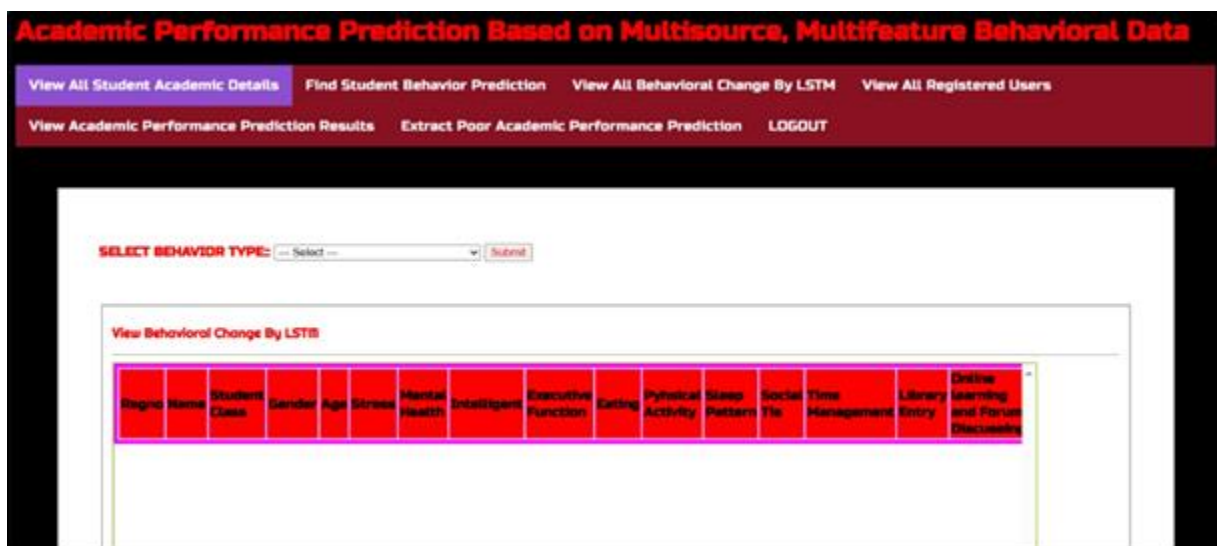 Academic Performance Prediction Based on Multisource, Multifeature Behavioral Data
View All Student Academic Details Find Student Behavior Prediction View All Behavioral Change By LSTM View All Registered Users
View Academic Performance Prediction Results Extract Poor Academic Performance Prediction LOGOUT
SELECT BEHAVIOR TYPE:: --- Select --- Submit
View Behavioral Change By LSTM
Regno Name Student Class Gender Age Stress Mental Health Intelligent Executive Function Eating Pyhsical Activity Sleep Pattern Social Tie Time Management Library Entry Online learning and Forum Discussing